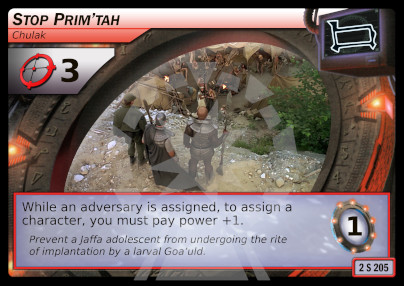 STOP PRIM'TAH
Chulak
3
While an adversary is assigned, to assign a
character, you must pay power +1.
1
Prevent a Jaffa adolescent from undergoing the rite
of implantation by a larval Goa'uld.
2 S 205